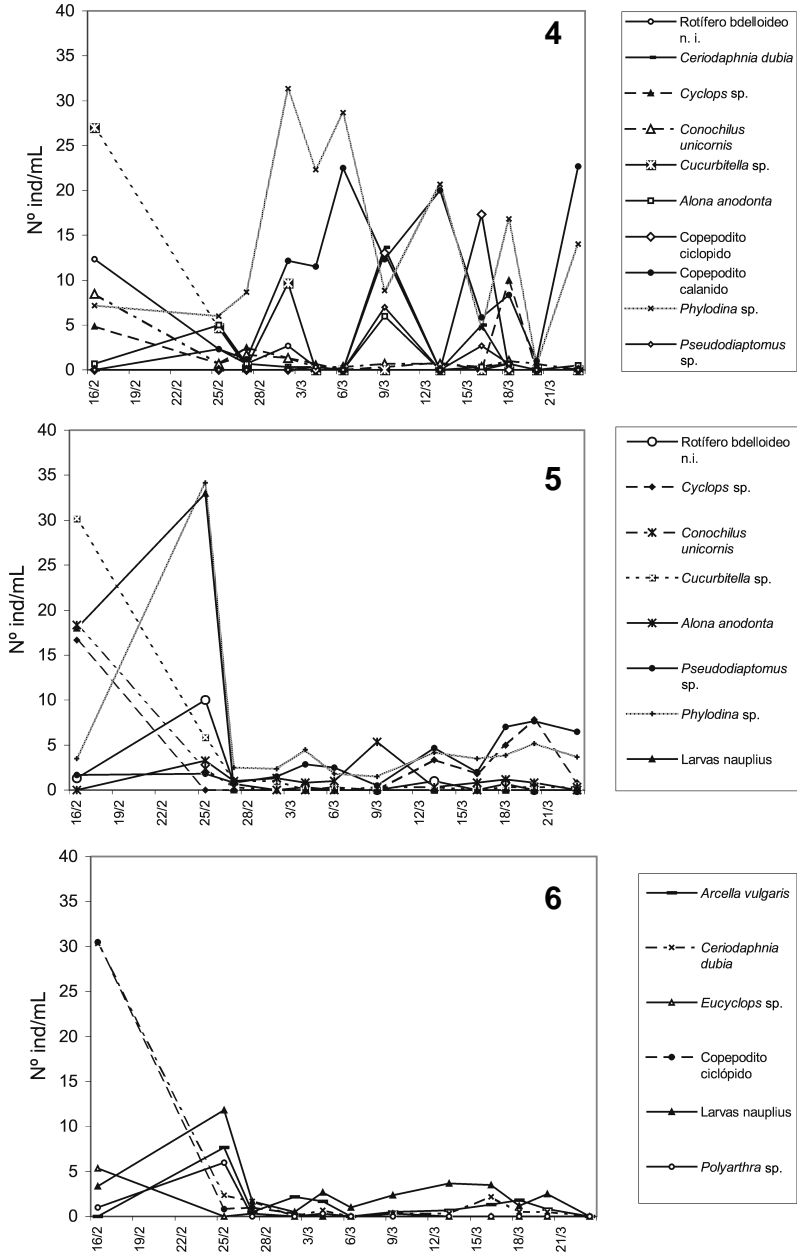 4
Nº ind/mL
40
35
30
25
20
15
10
5
0
16/2
19/2
22/2
25/2
28/2
3/3
6/3
9/3
12/3
15/3
18/3
21/3
Rotífero bdelloideo
n. i.
Ceriodaphnia dubia
Cyclops sp.
Conochilus
unicornis
Cucurbitella sp.
Alona anodonta
Copepodito
ciclopido
Copepodito
calanido
Phylodina sp.
Pseudodiaptomus
sp.
5
Nº ind/mL
40
35
30
25
20
15
10
5
0
16/2
19/2
22/2
25/2
28/2
3/3
6/3
9/3
12/3
15/3
18/3
21/3
Rotífero bdelloideo
n.i.
Cyclops sp.
Conochilus
unicornis
Cucurbitella sp.
Alona anodonta
Pseudodiaptomus
sp.
Phylodina sp.
Larvas nauplius
6
Nº ind/mL
40
35
30
25
20
15
10
5
0
16/2
19/2
22/2
25/2
28/2
3/3
6/3
9/3
12/3
15/3
18/3
21/3
Arcella vulgaris
Ceriodaphnia
dubia
Eucyclops sp.
Copepodito
ciclópido
Larvas nauplius
Polyarthra sp.